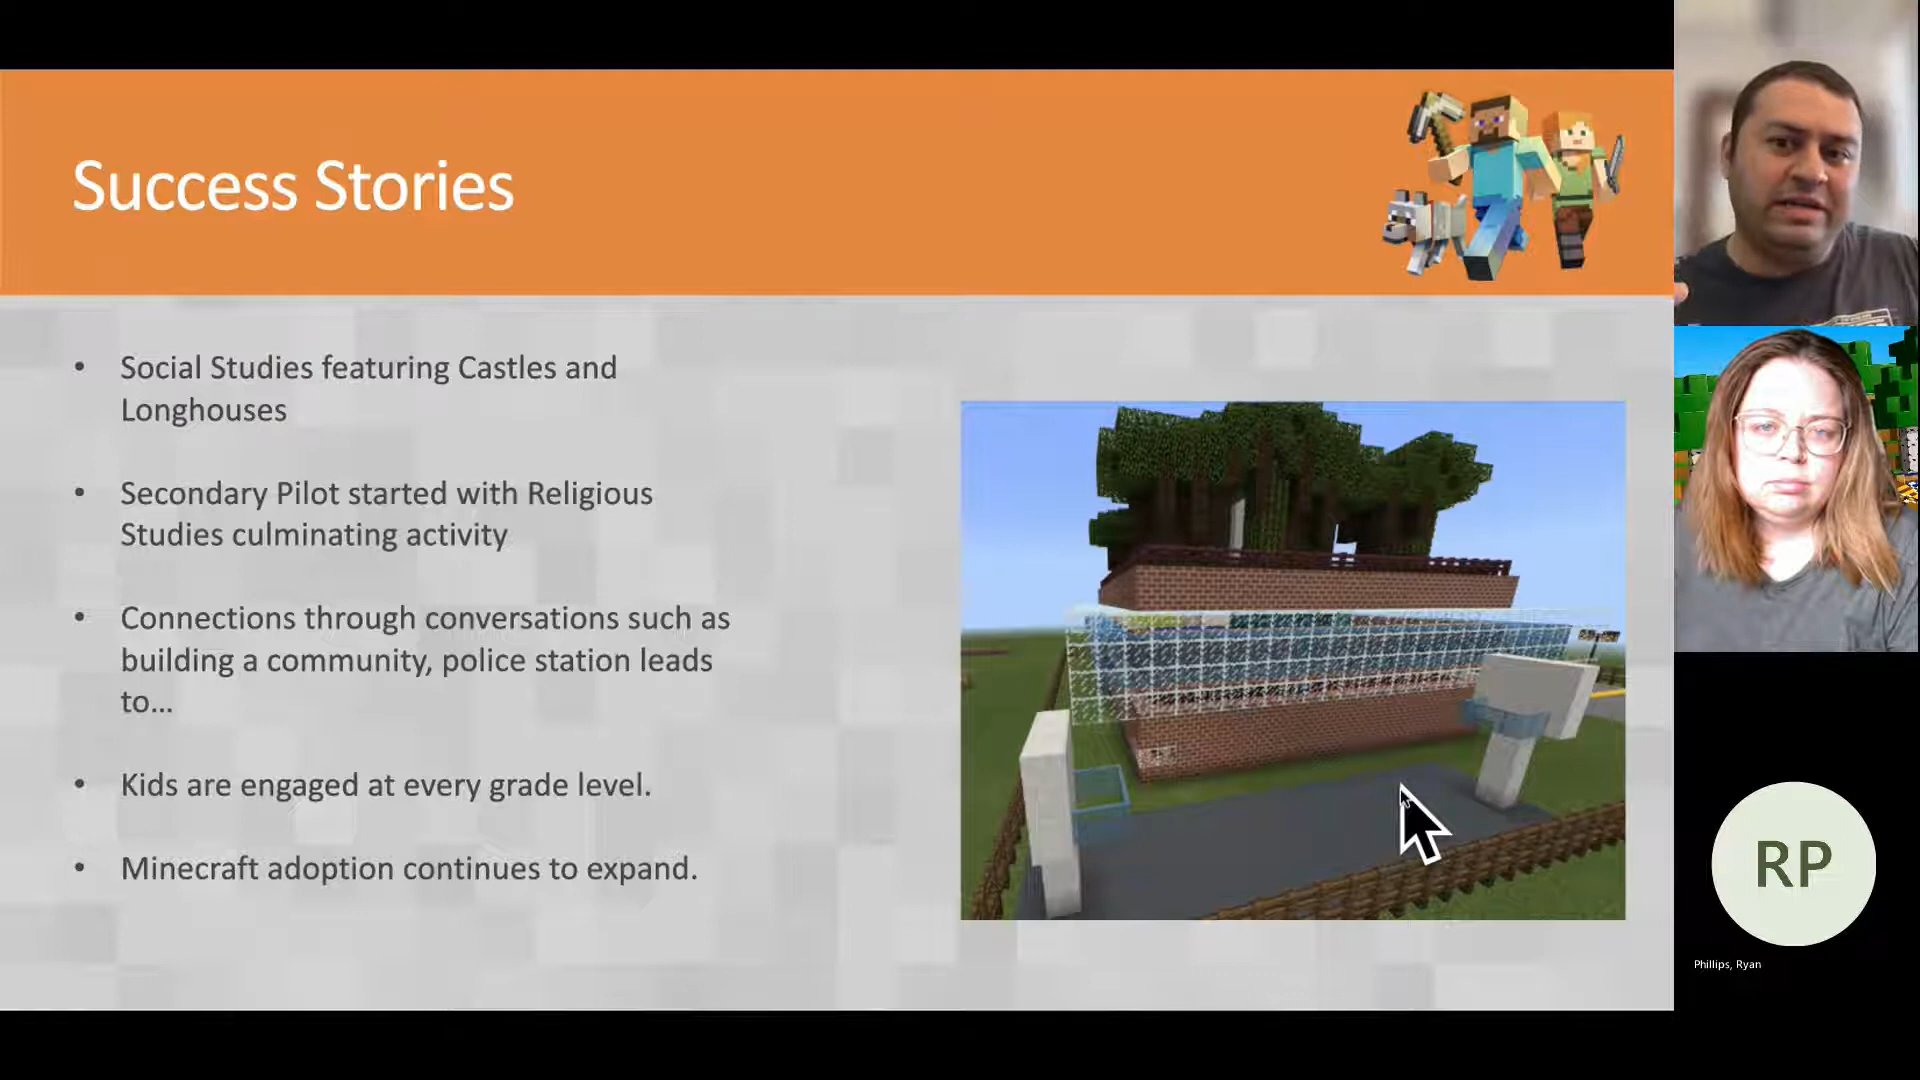 Success Stories
• Social Studies featuring Castles and
Longhouses
• Secondary Pilot started with Religious
Studies culminating activity
• Connections through conversations such as
building a community, police station leads
to...
• Kids are engaged at every grade level.
• Minecraft adoption continues to expand.
RP
Phillips, Ryan